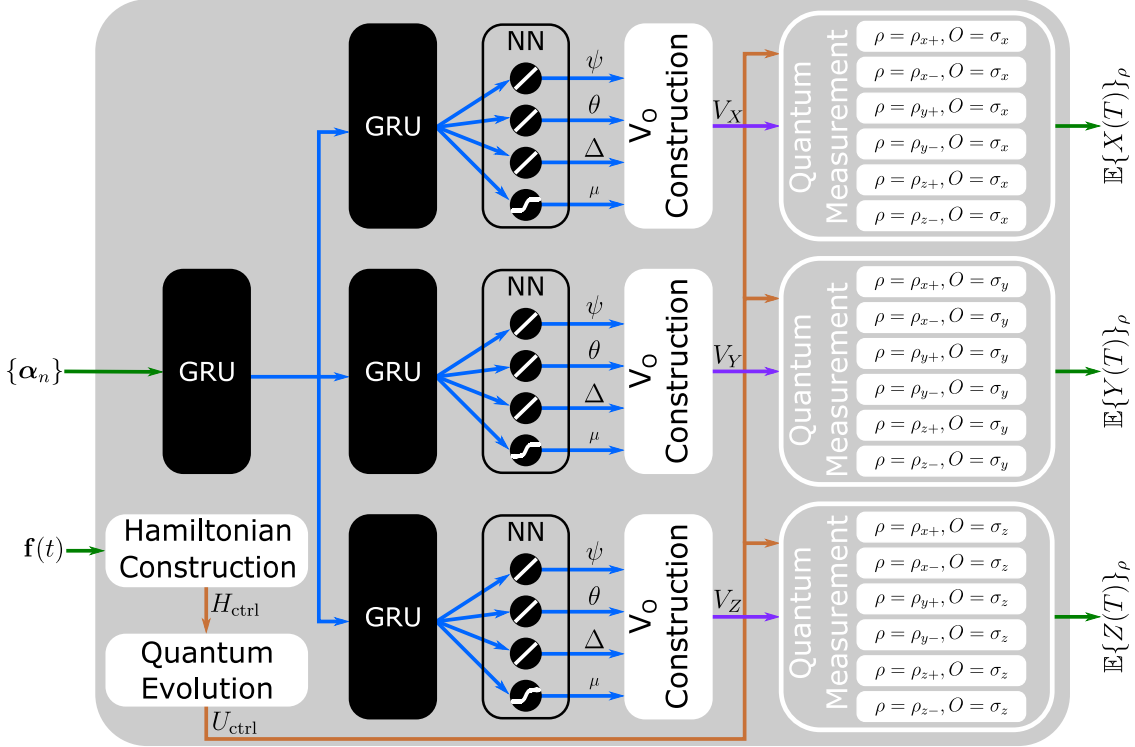 GRU
NN
ψ
θ
Δ
μ
V_O
Construction
V_X
Quantum
Measurement
ρ = ρ_{x+}, O = σ_x
ρ = ρ_{x−}, O = σ_x
ρ = ρ_{y+}, O = σ_x
ρ = ρ_{y−}, O = σ_x
ρ = ρ_{z+}, O = σ_x
ρ = ρ_{z−}, O = σ_x
𝔼{X(T)}_ρ
{α_n}
GRU
GRU
NN
ψ
θ
Δ
μ
V_O
Construction
V_Y
Quantum
Measurement
ρ = ρ_{x+}, O = σ_y
ρ = ρ_{x−}, O = σ_y
ρ = ρ_{y+}, O = σ_y
ρ = ρ_{y−}, O = σ_y
ρ = ρ_{z+}, O = σ_y
ρ = ρ_{z−}, O = σ_y
𝔼{Y(T)}_ρ
f(t)
Hamiltonian
Construction
H_ctrl
Quantum
Evolution
U_ctrl
GRU
NN
ψ
θ
Δ
μ
V_O
Construction
V_Z
Quantum
Measurement
ρ = ρ_{x+}, O = σ_z
ρ = ρ_{x−}, O = σ_z
ρ = ρ_{y+}, O = σ_z
ρ = ρ_{y−}, O = σ_z
ρ = ρ_{z+}, O = σ_z
ρ = ρ_{z−}, O = σ_z
𝔼{Z(T)}_ρ